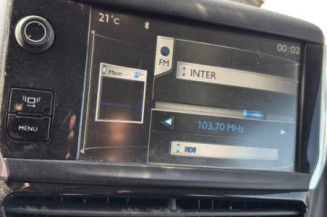 21°C
00:02
FM
Mem
INTER
MENU
103.70 MHz